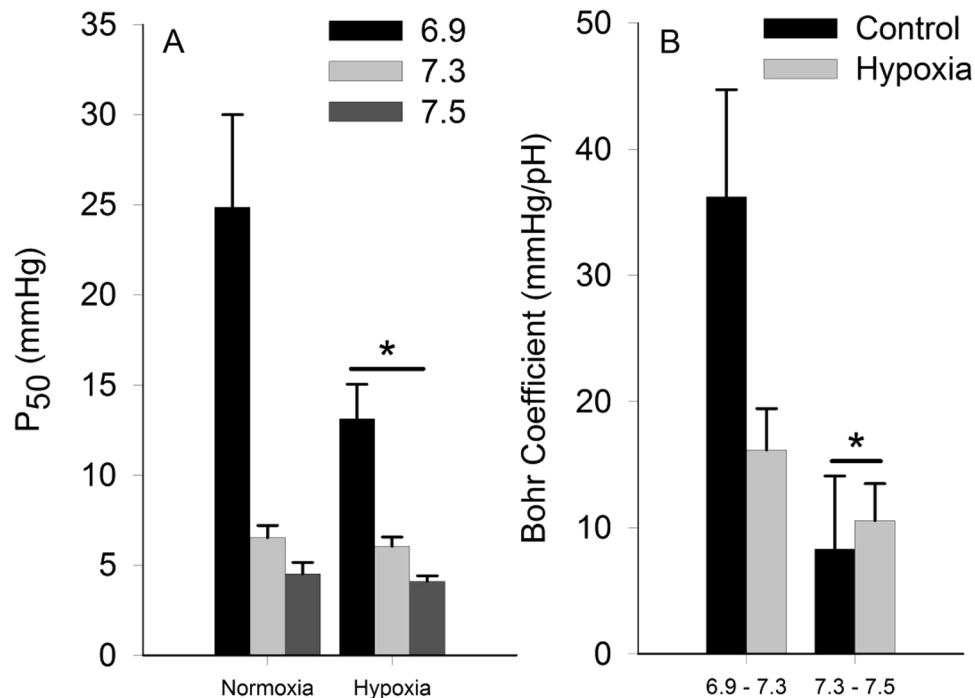 A
6.9
7.3
7.5
P50 (mmHg)
35
30
25
20
15
10
5
0
*
Normoxia Hypoxia
B
Control
Hypoxia
Bohr Coefficient (mmHg/pH)
50
40
30
20
10
0
*
6.9 - 7.3 7.3 - 7.5